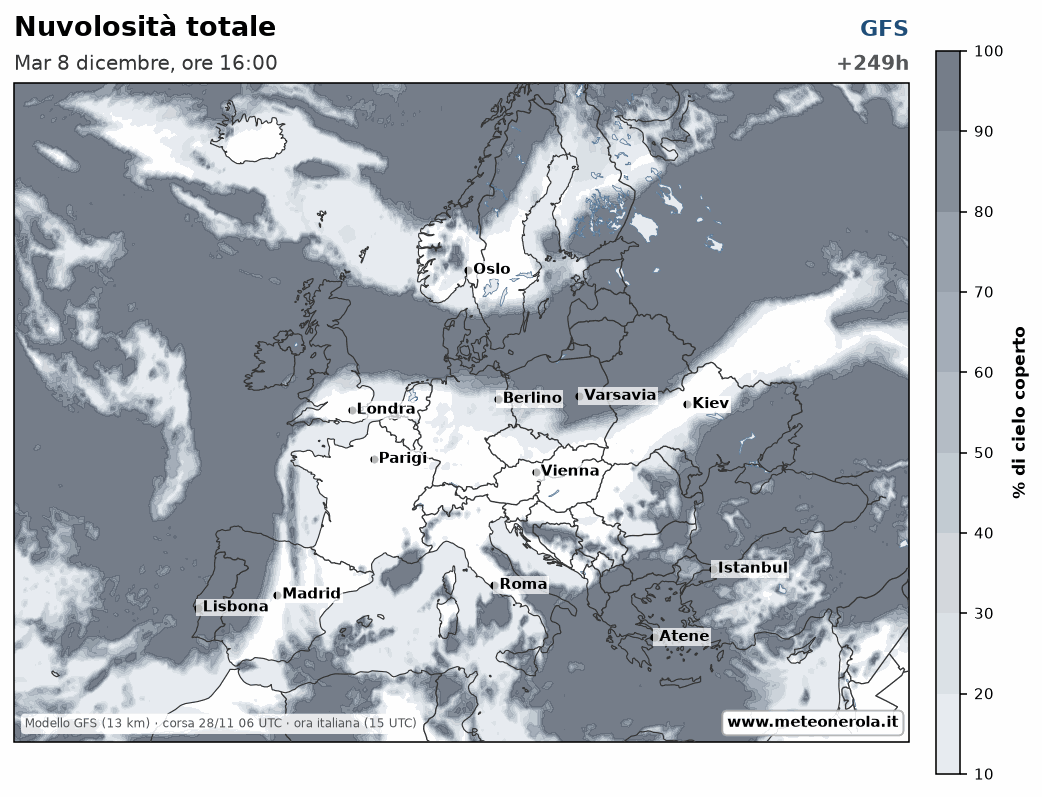 Nuvolosità totale
GFS
Mar 8 dicembre, ore 16:00
+249h
100
90
80
70
60
50
40
30
20
10
% di cielo coperto
Oslo
Londra
Berlino
Varsavia
Kiev
Parigi
Vienna
Madrid
Roma
Istanbul
Lisbona
Atene
Modello GFS (13 km) · corsa 28/11 06 UTC · ora italiana (15 UTC)
www.meteonerola.it